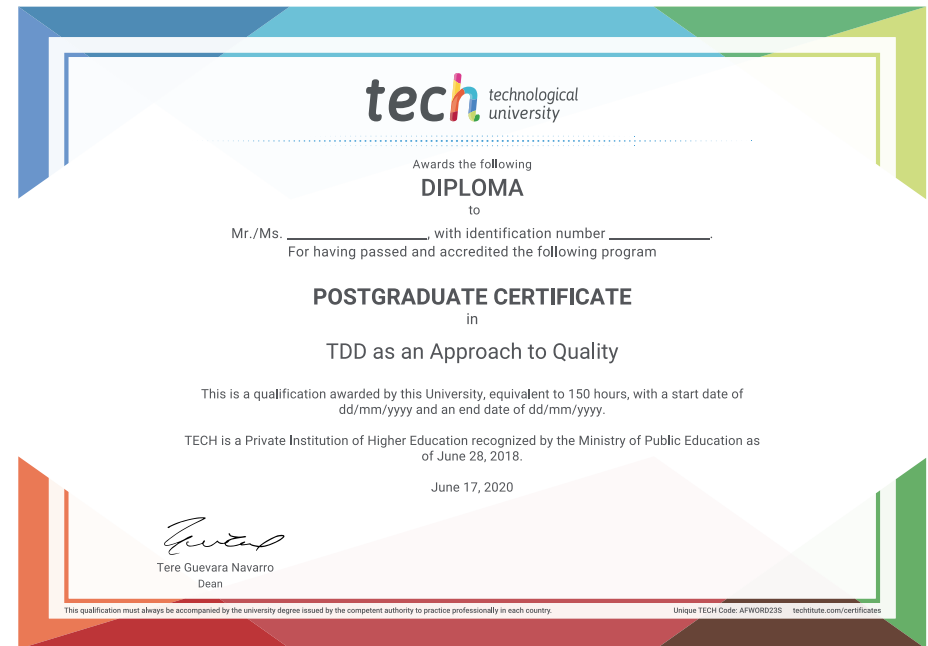 tech technological
university
Awards the following
DIPLOMA
to
Mr./Ms. ____________________, with identification number ______________.
For having passed and accredited the following program
POSTGRADUATE CERTIFICATE
in
TDD as an Approach to Quality
This is a qualification awarded by this University, equivalent to 150 hours, with a start date of
dd/mm/yyyy and an end date of dd/mm/yyyy.
TECH is a Private Institution of Higher Education recognized by the Ministry of Public Education as
of June 28, 2018.
June 17, 2020
Tere Guevara Navarro
Dean
This qualification must always be accompanied by the university degree issued by the competent authority to practice professionally in each country.
Unique TECH Code: AFWORD23S techtitute.com/certificates